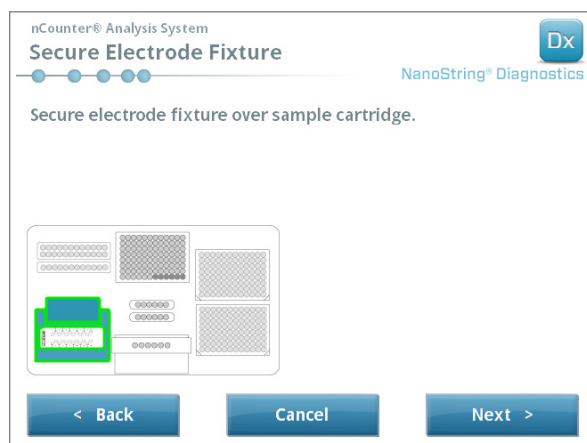 nCounter® Analysis System
Secure Electrode Fixture
Dx
NanoString® Diagnostics
Secure electrode fixture over sample cartridge.
< Back
Cancel
Next >